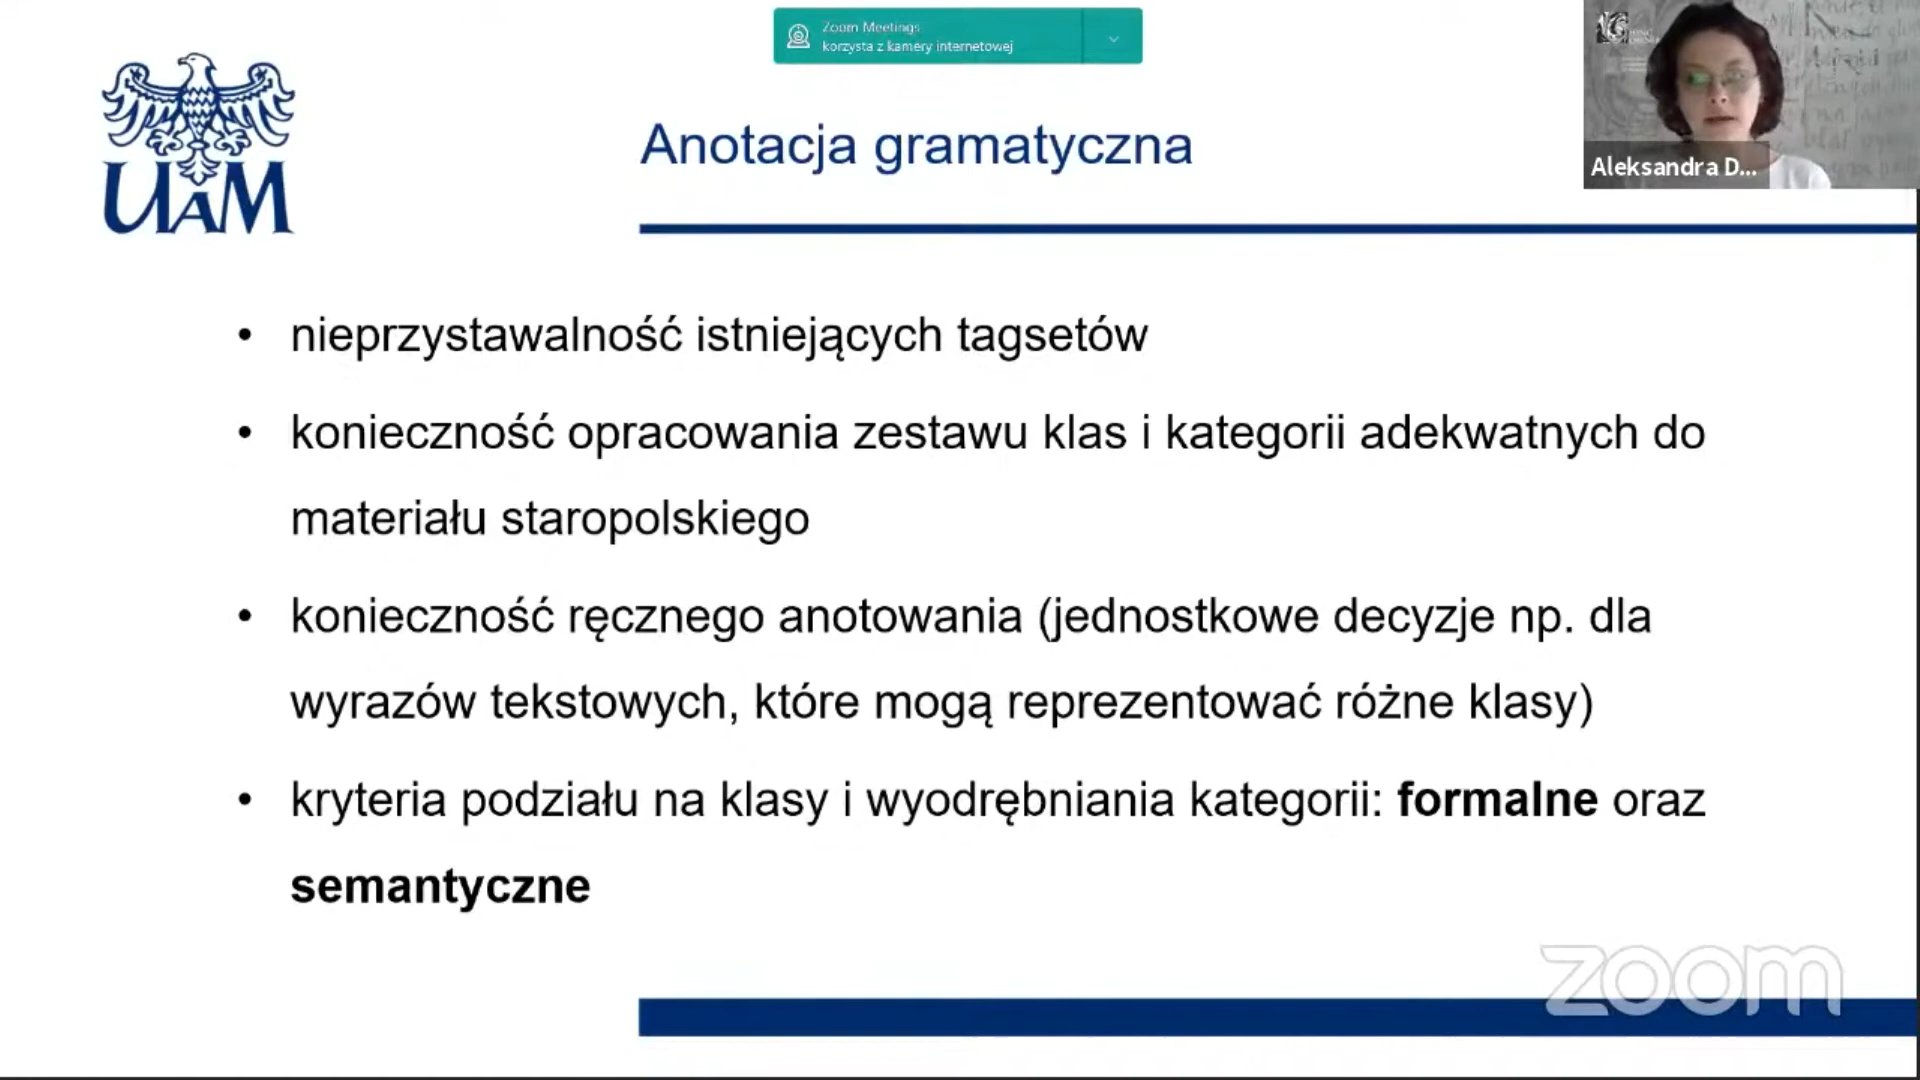 Zoom Meetings
korzysta z kamery internetowej
UAM
Anotacja gramatyczna
Aleksandra D...
• nieprzystawalność istniejących tagsetów
• konieczność opracowania zestawu klas i kategorii adekwatnych do
materiału staropolskiego
• konieczność ręcznego anotowania (jednostkowe decyzje np. dla
wyrazów tekstowych, które mogą reprezentować różne klasy)
• kryteria podziału na klasy i wyodrębniania kategorii: formalne oraz
semantyczne
zoom